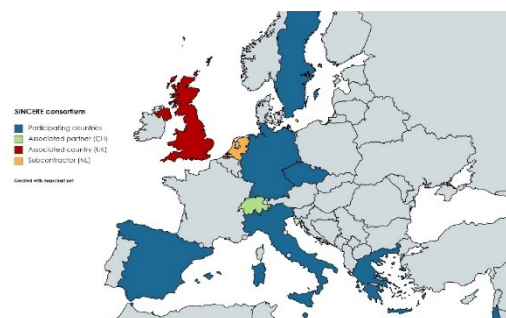 SINCERE consortium
Participating countries
Associated partner (CH)
Associated country (UK)
Subcontractor (NL)
Created with mapchart.net